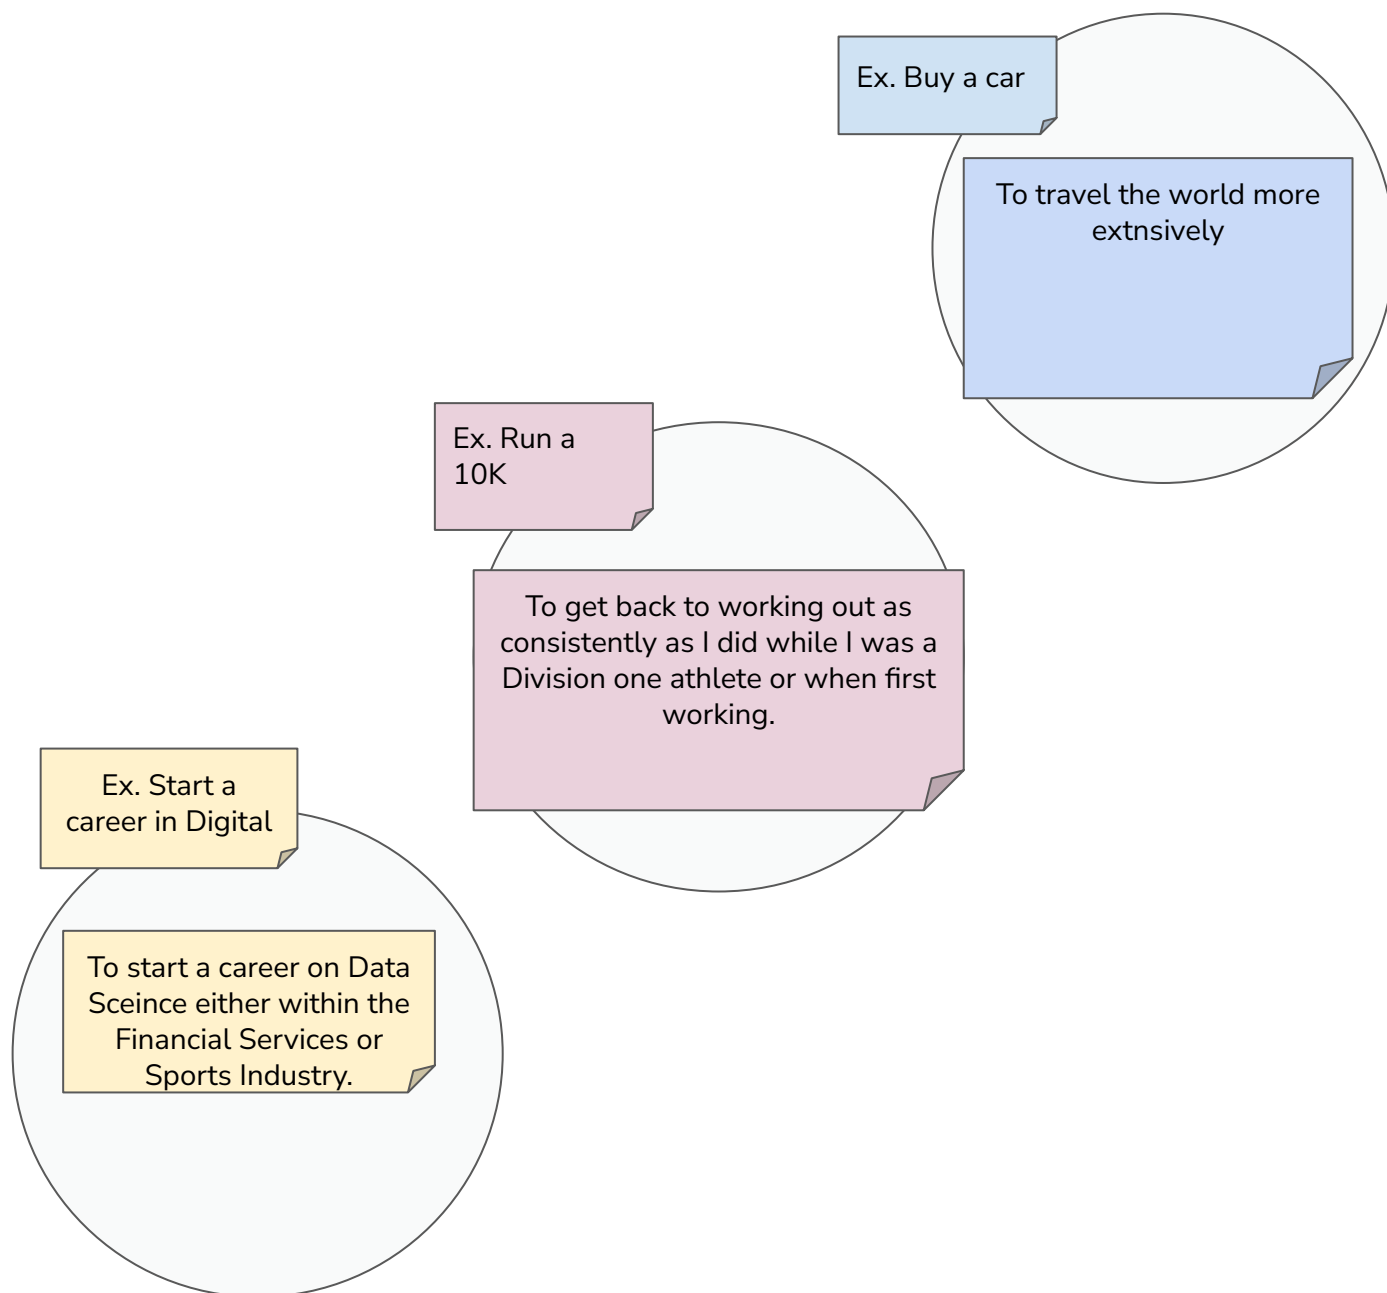 Ex. Buy a car
To travel the world more
extnsively
Ex. Run a
10K
To get back to working out as
consistently as I did while I was a
Division one athlete or when first
working.
Ex. Start a
career in Digital
To start a career on Data
Sceince either within the
Financial Services or
Sports Industry.